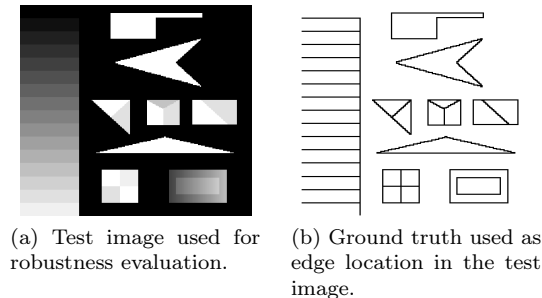 (a) Test image used for
robustness evaluation.
(b) Ground truth used as
edge location in the test
image.